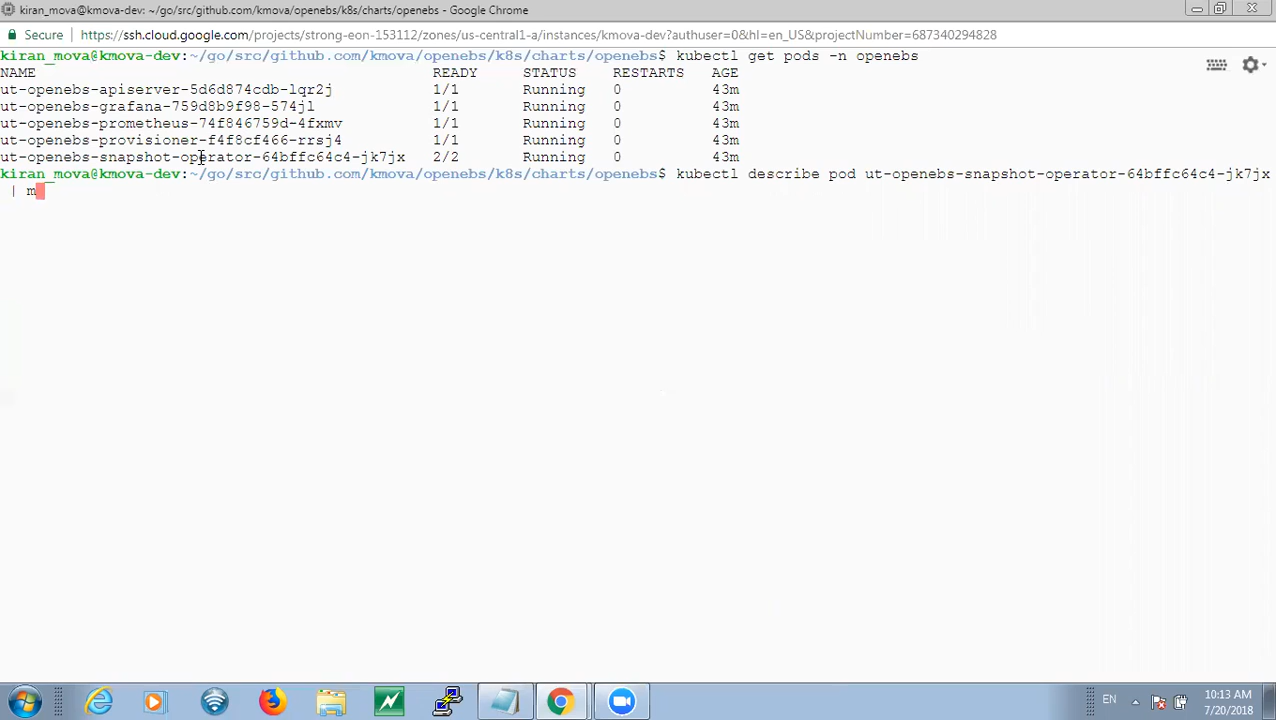 kiran_mova@kmova-dev: ~/go/src/github.com/kmova/openebs/k8s/charts/openebs - Google Chrome
Secure | https://ssh.cloud.google.com/projects/strong-eon-153112/zones/us-central1-a/instances/kmova-dev?authuser=0&hl=en_US&projectNumber=687340294828
kiran_mova@kmova-dev:~/go/src/github.com/kmova/openebs/k8s/charts/openebs$ kubectl get pods -n openebs
NAME READY STATUS RESTARTS AGE
ut-openebs-apiserver-5d6d874cdb-lqr2j 1/1 Running 0 43m
ut-openebs-grafana-759d8b9f98-574jl 1/1 Running 0 43m
ut-openebs-prometheus-74f846759d-4fxmv 1/1 Running 0 43m
ut-openebs-provisioner-f4f8cf466-rrsj4 1/1 Running 0 43m
ut-openebs-snapshot-operator-64bffc64c4-jk7jx 2/2 Running 0 43m
kiran_mova@kmova-dev:~/go/src/github.com/kmova/openebs/k8s/charts/openebs$ kubectl describe pod ut-openebs-snapshot-operator-64bffc64c4-jk7jx
| m
EN
10:13 AM
7/20/2018